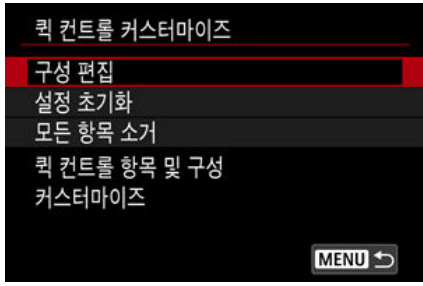 퀵 컨트롤 커스터마이즈
구성 편집
설정 초기화
모든 항목 소거
퀵 컨트롤 항목 및 구성
커스터마이즈
MENU